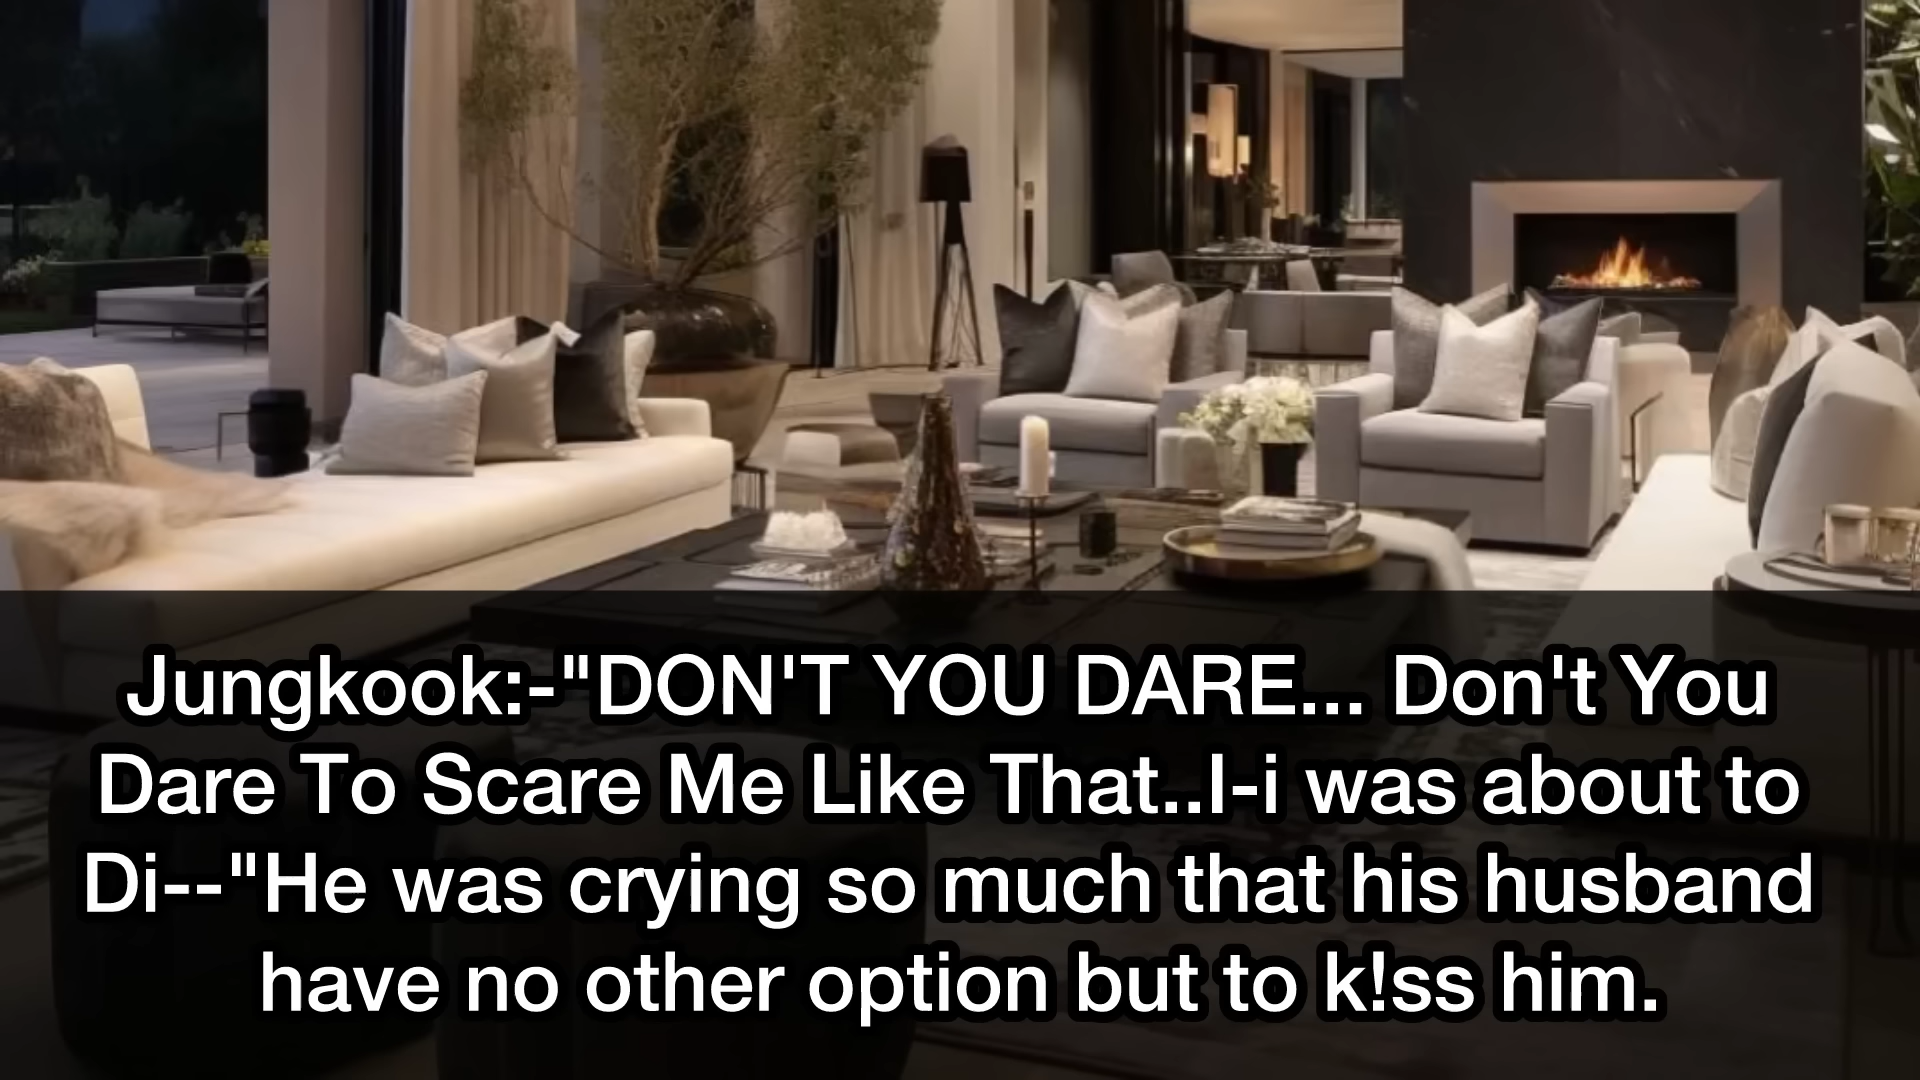 Jungkook:-"DON'T YOU DARE... Don't You
Dare To Scare Me Like That..I-i was about to
Di--"He was crying so much that his husband
have no other option but to k!ss him.